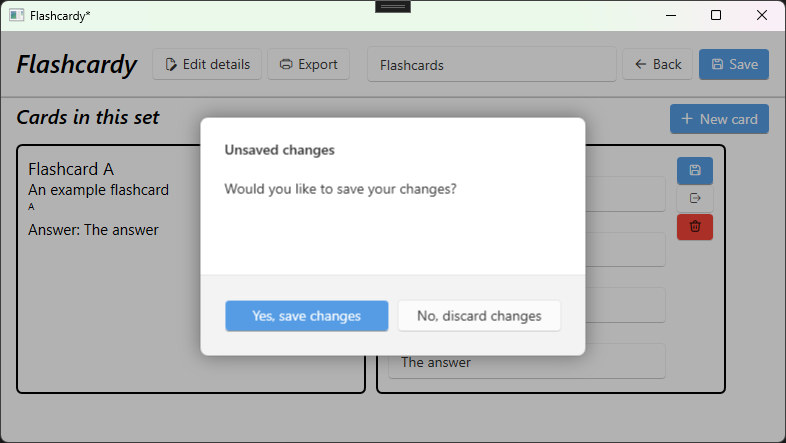 Flashcardy*
Flashcardy
Edit details
Export
Flashcards
Back
Save
Cards in this set
New card
Flashcard A
An example flashcard
A
Answer: The answer
Unsaved changes
Would you like to save your changes?
Yes, save changes
No, discard changes
The answer